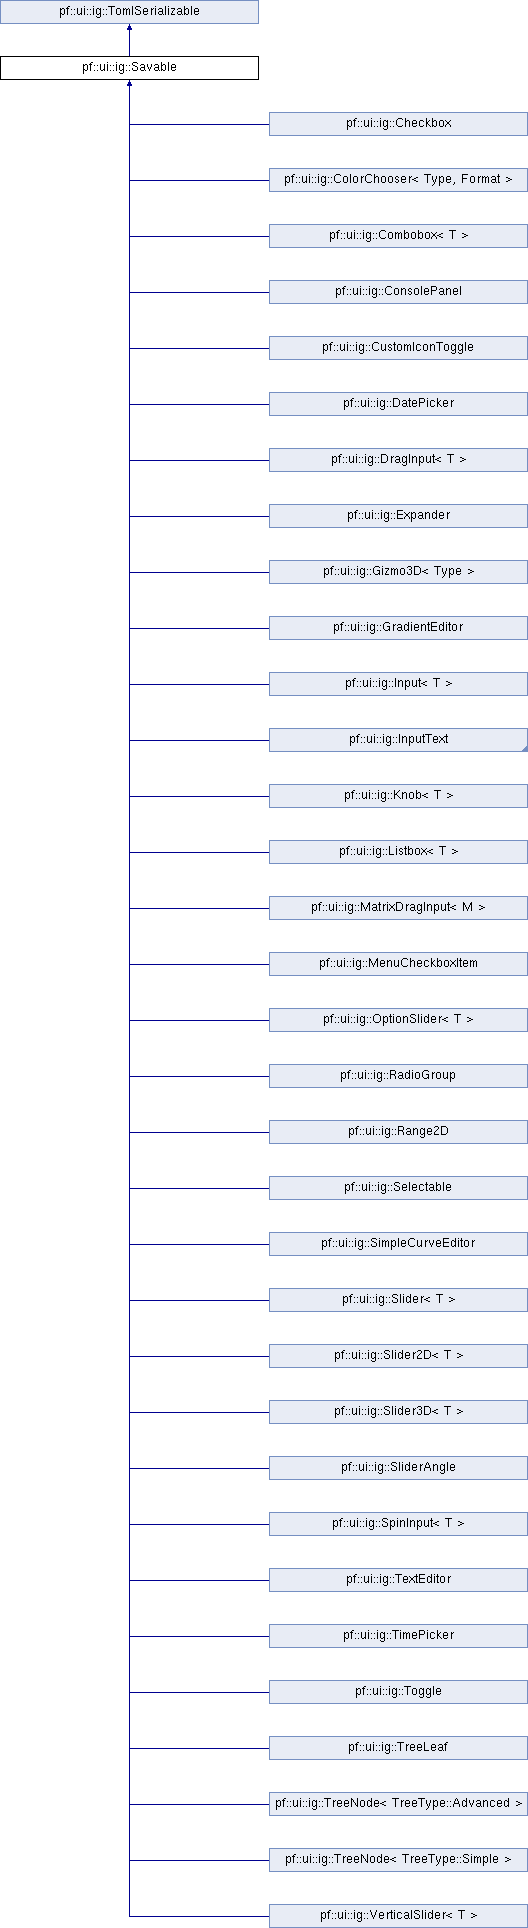 pf::ui::ig::TomlSerializable
pf::ui::ig::Savable
pf::ui::ig::Checkbox
pf::ui::ig::ColorChooser< Type, Format >
pf::ui::ig::Combobox< T >
pf::ui::ig::ConsolePanel
pf::ui::ig::CustomIconToggle
pf::ui::ig::DatePicker
pf::ui::ig::DragInput< T >
pf::ui::ig::Expander
pf::ui::ig::Gizmo3D< Type >
pf::ui::ig::GradientEditor
pf::ui::ig::Input< T >
pf::ui::ig::InputText
pf::ui::ig::Knob< T >
pf::ui::ig::Listbox< T >
pf::ui::ig::MatrixDragInput< M >
pf::ui::ig::MenuCheckboxItem
pf::ui::ig::OptionSlider< T >
pf::ui::ig::RadioGroup
pf::ui::ig::Range2D
pf::ui::ig::Selectable
pf::ui::ig::SimpleCurveEditor
pf::ui::ig::Slider< T >
pf::ui::ig::Slider2D< T >
pf::ui::ig::Slider3D< T >
pf::ui::ig::SliderAngle
pf::ui::ig::SpinInput< T >
pf::ui::ig::TextEditor
pf::ui::ig::TimePicker
pf::ui::ig::Toggle
pf::ui::ig::TreeLeaf
pf::ui::ig::TreeNode< TreeType::Advanced >
pf::ui::ig::TreeNode< TreeType::Simple >
pf::ui::ig::VerticalSlider< T >